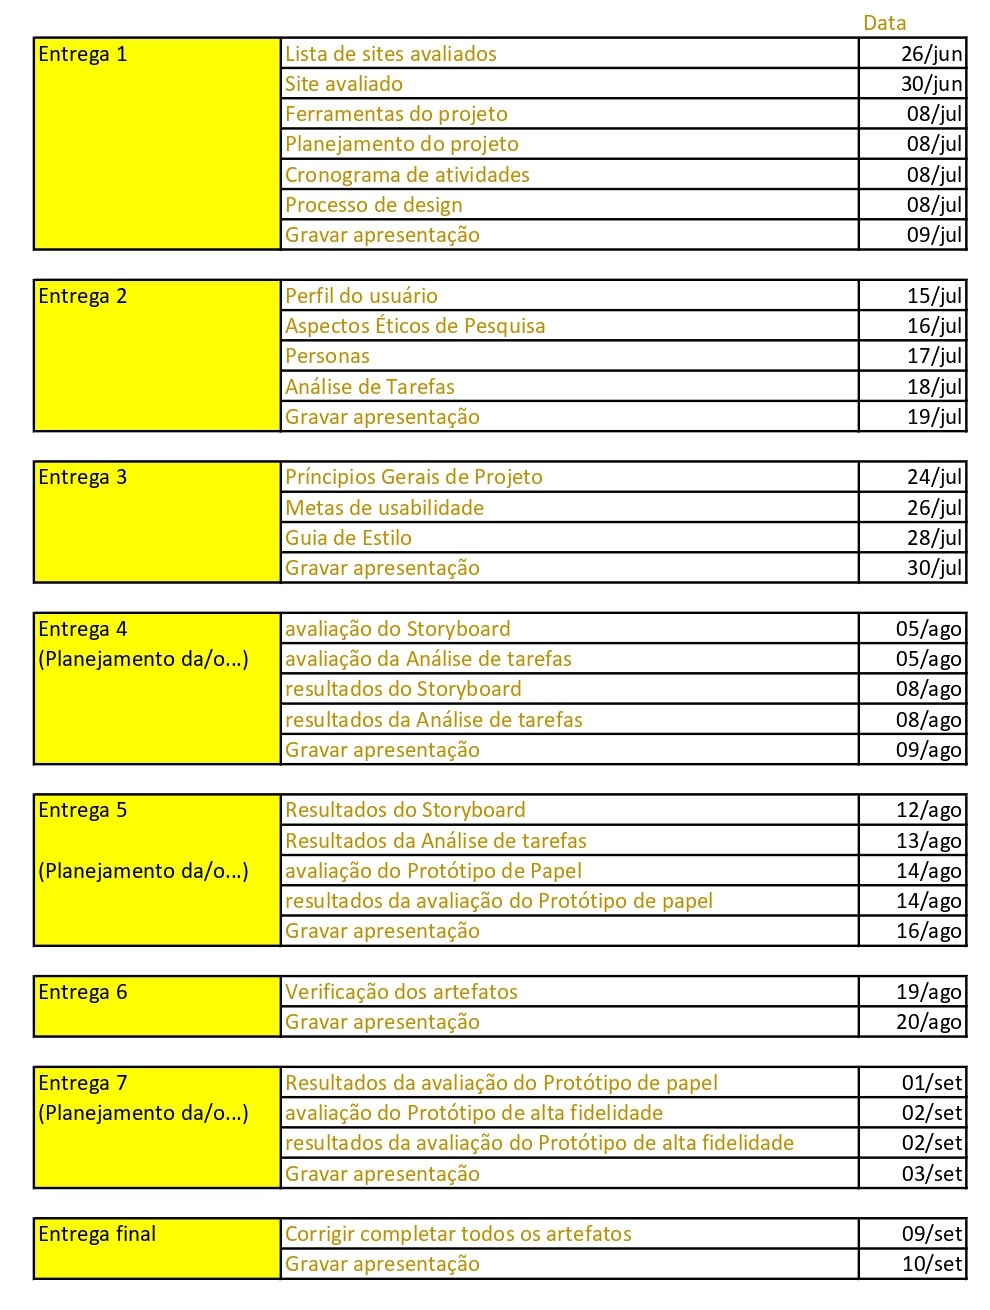 Data
Entrega 1 Lista de sites avaliados 26/jun
Site avaliado 30/jun
Ferramentas do projeto 08/jul
Planejamento do projeto 08/jul
Cronograma de atividades 08/jul
Processo de design 08/jul
Gravar apresentação 09/jul
Entrega 2 Perfil do usuário 15/jul
Aspectos Éticos de Pesquisa 16/jul
Personas 17/jul
Análise de Tarefas 18/jul
Gravar apresentação 19/jul
Entrega 3 Príncipios Gerais de Projeto 24/jul
Metas de usabilidade 26/jul
Guia de Estilo 28/jul
Gravar apresentação 30/jul
Entrega 4 avaliação do Storyboard 05/ago
(Planejamento da/o...) avaliação da Análise de tarefas 05/ago
resultados do Storyboard 08/ago
resultados da Análise de tarefas 08/ago
Gravar apresentação 09/ago
Entrega 5 Resultados do Storyboard 12/ago
Resultados da Análise de tarefas 13/ago
(Planejamento da/o...) avaliação do Protótipo de Papel 14/ago
resultados da avaliação do Protótipo de papel 14/ago
Gravar apresentação 16/ago
Entrega 6 Verificação dos artefatos 19/ago
Gravar apresentação 20/ago
Entrega 7 Resultados da avaliação do Protótipo de papel 01/set
(Planejamento da/o...) avaliação do Protótipo de alta fidelidade 02/set
resultados da avaliação do Protótipo de alta fidelidade 02/set
Gravar apresentação 03/set
Entrega final Corrigir completar todos os artefatos 09/set
Gravar apresentação 10/set